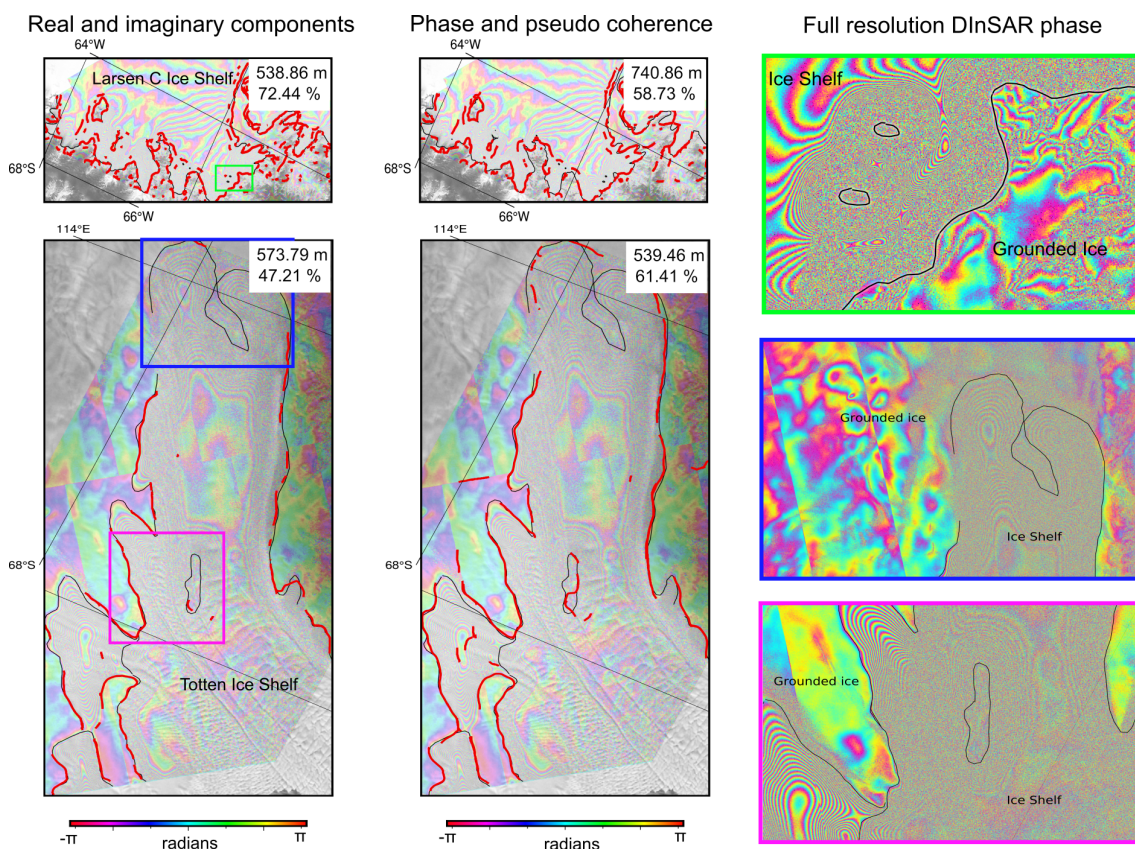 Real and imaginary components
64°W
Larsen C Ice Shelf
538.86 m
72.44 %
68°S
66°W
114°E
573.79 m
47.21 %
68°S
Totten Ice Shelf
-π
π
radians
Phase and pseudo coherence
64°W
740.86 m
58.73 %
68°S
66°W
114°E
539.46 m
61.41 %
68°S
-π
π
radians
Full resolution DInSAR phase
Ice Shelf
Grounded Ice
Grounded ice
Ice Shelf
Grounded ice
Ice Shelf